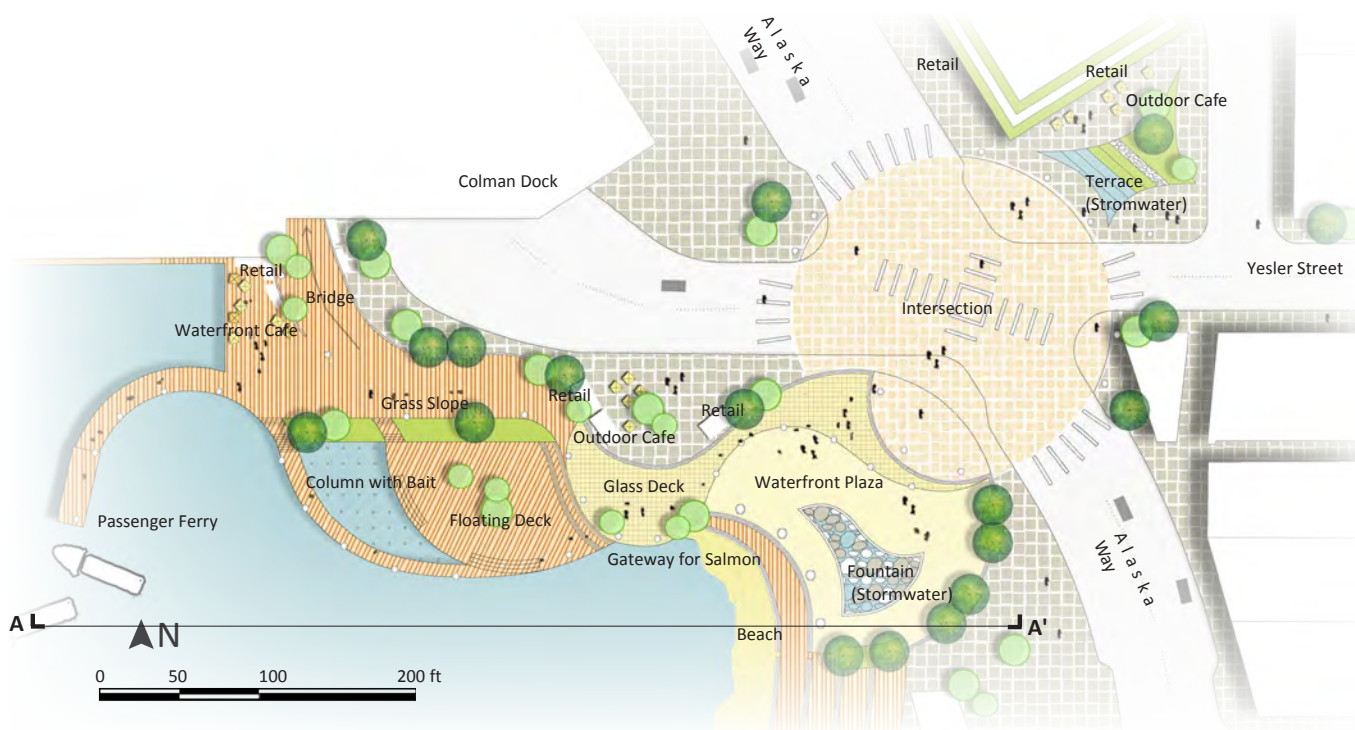 Alaska
Way
Retail
Retail
Outdoor Cafe
Colman Dock
Terrace
(Stromwater)
Retail
Yesler Street
Bridge
Intersection
Waterfront Cafe
Grass Slope
Retail
Retail
Outdoor Cafe
Column with Bait
Glass Deck
Waterfront Plaza
Passenger Ferry
Floating Deck
Gateway for Salmon
Fountain
(Stormwater)
Alaska
Way
A
N
Beach
A'
0 50 100 200 ft